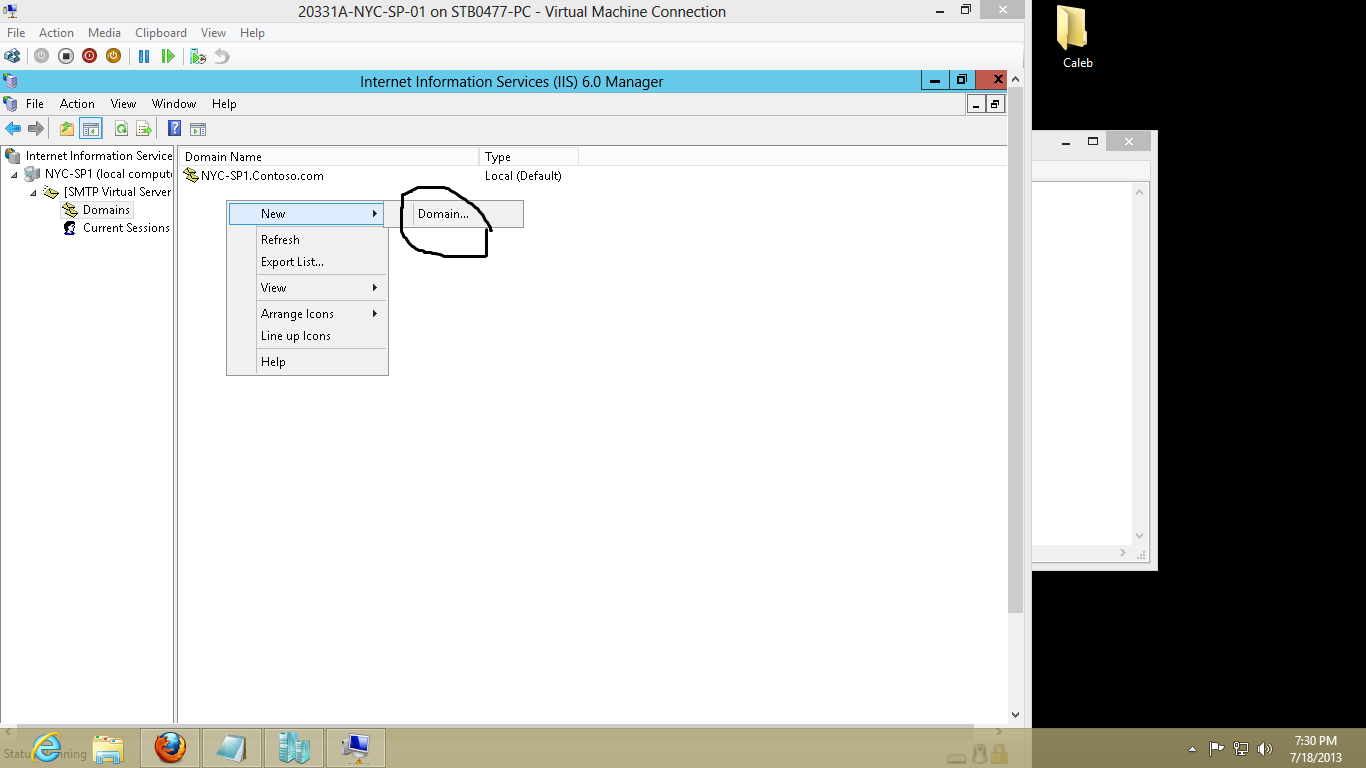 20331A-NYC-SP-01 on STB0477-PC - Virtual Machine Connection
File Action Media Clipboard View Help
Caleb
Internet Information Services (IIS) 6.0 Manager
File Action View Window Help
Internet Information Service
NYC-SP1 (local comput
[SMTP Virtual Server
Domains
Current Sessions
Domain Name Type
NYC-SP1.Contoso.com Local (Default)
New Domain...
Refresh
Export List...
View
Arrange Icons
Line up Icons
Help
7:30 PM
7/18/2013